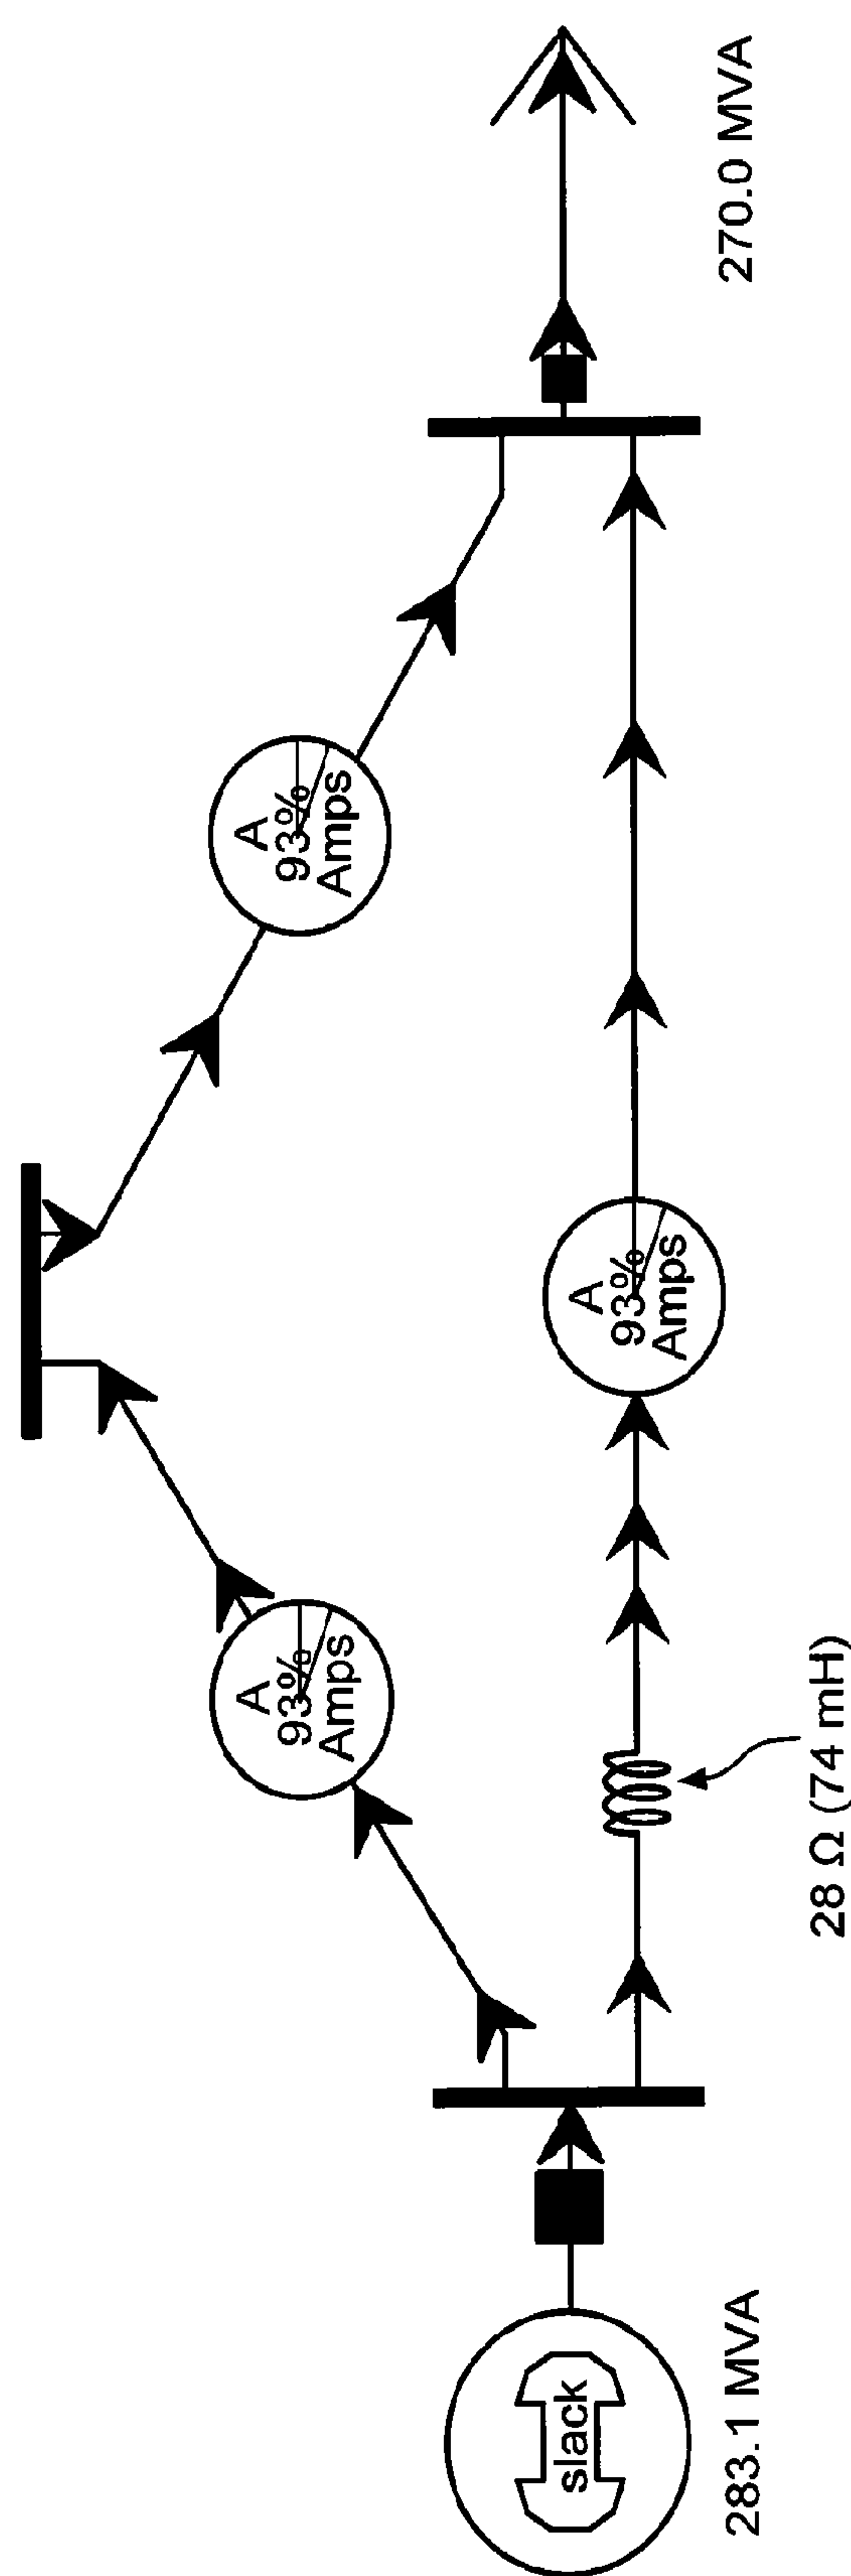 A
93%
Amps
A
93%
Amps
slack
283.1 MVA
28 Ω (74 mH)
A
93%
Amps
270.0 MVA